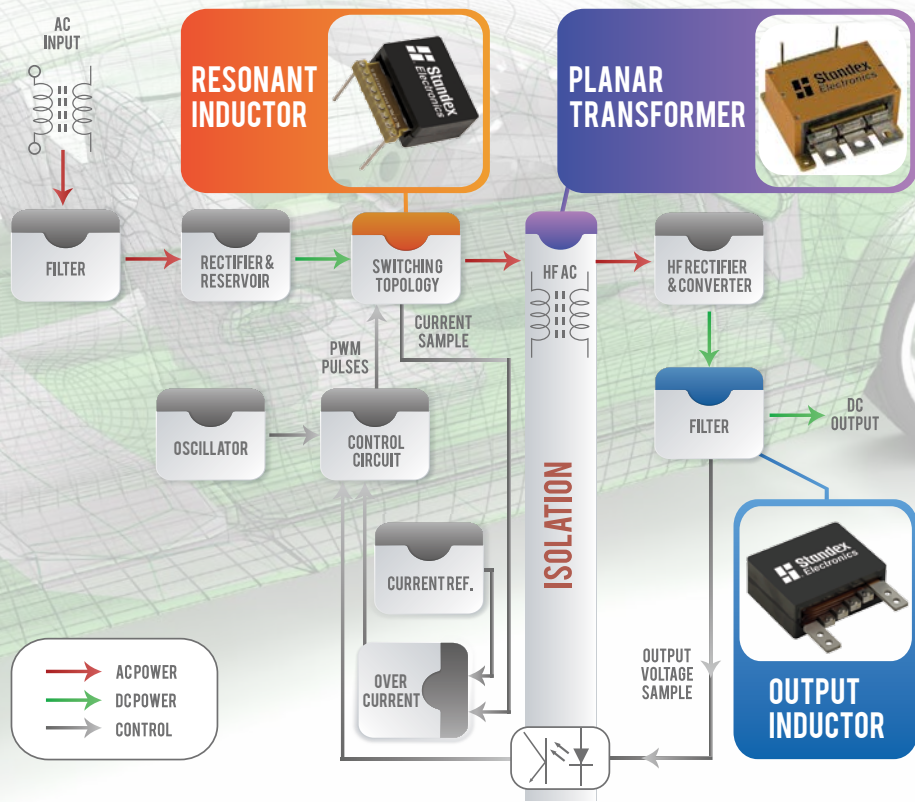 AC
INPUT
RESONANT
INDUCTOR
Standex
Electronics
PLANAR
TRANSFORMER
Standex
Electronics
FILTER
RECTIFIER &
RESERVOIR
SWITCHING
TOPOLOGY
HF AC
HF RECTIFIER
& CONVERTER
CURRENT
SAMPLE
PWM
PULSES
OSCILLATOR
CONTROL
CIRCUIT
FILTER
DC
OUTPUT
ISOLATION
CURRENT REF.
Standex
Electronics
OVER
CURRENT
OUTPUT
VOLTAGE
SAMPLE
OUTPUT
INDUCTOR
AC POWER
DC POWER
CONTROL